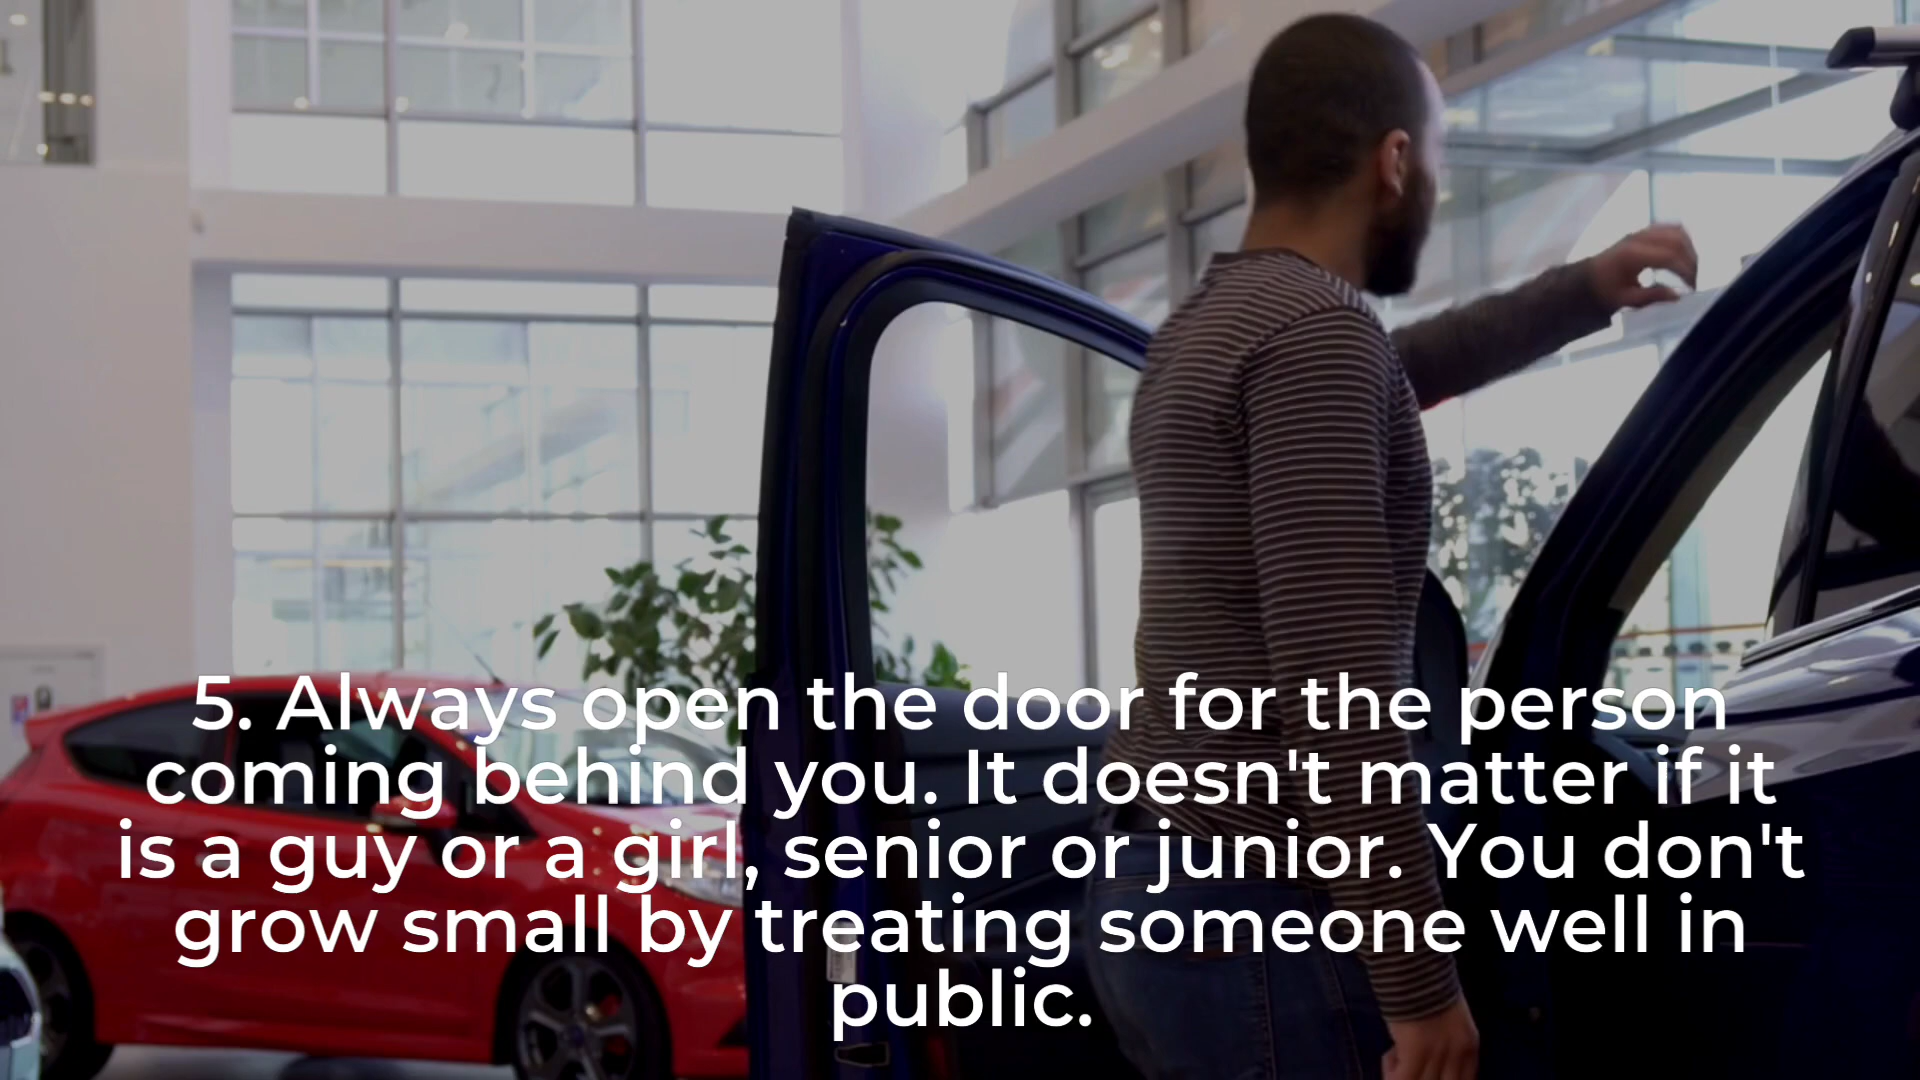 5. Always open the door for the person
coming behind you. It doesn't matter if it
is a guy or a girl, senior or junior. You don't
grow small by treating someone well in
public.